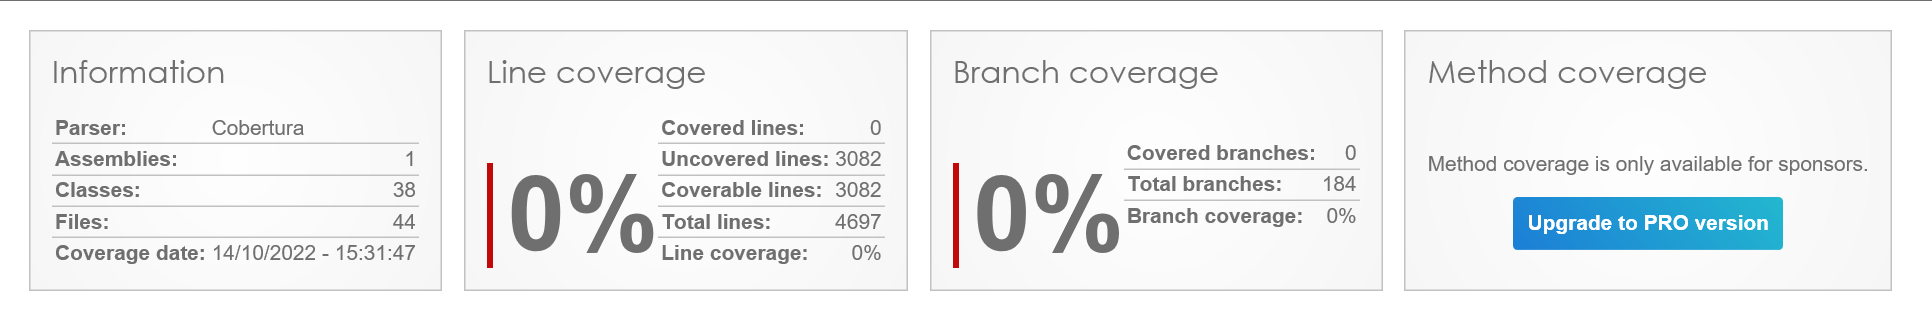 Information
Parser: Cobertura
Assemblies: 1
Classes: 38
Files: 44
Coverage date: 14/10/2022 - 15:31:47
Line coverage
0%
Covered lines: 0
Uncovered lines: 3082
Coverable lines: 3082
Total lines: 4697
Line coverage: 0%
Branch coverage
0%
Covered branches: 0
Total branches: 184
Branch coverage: 0%
Method coverage
Method coverage is only available for sponsors.
Upgrade to PRO version